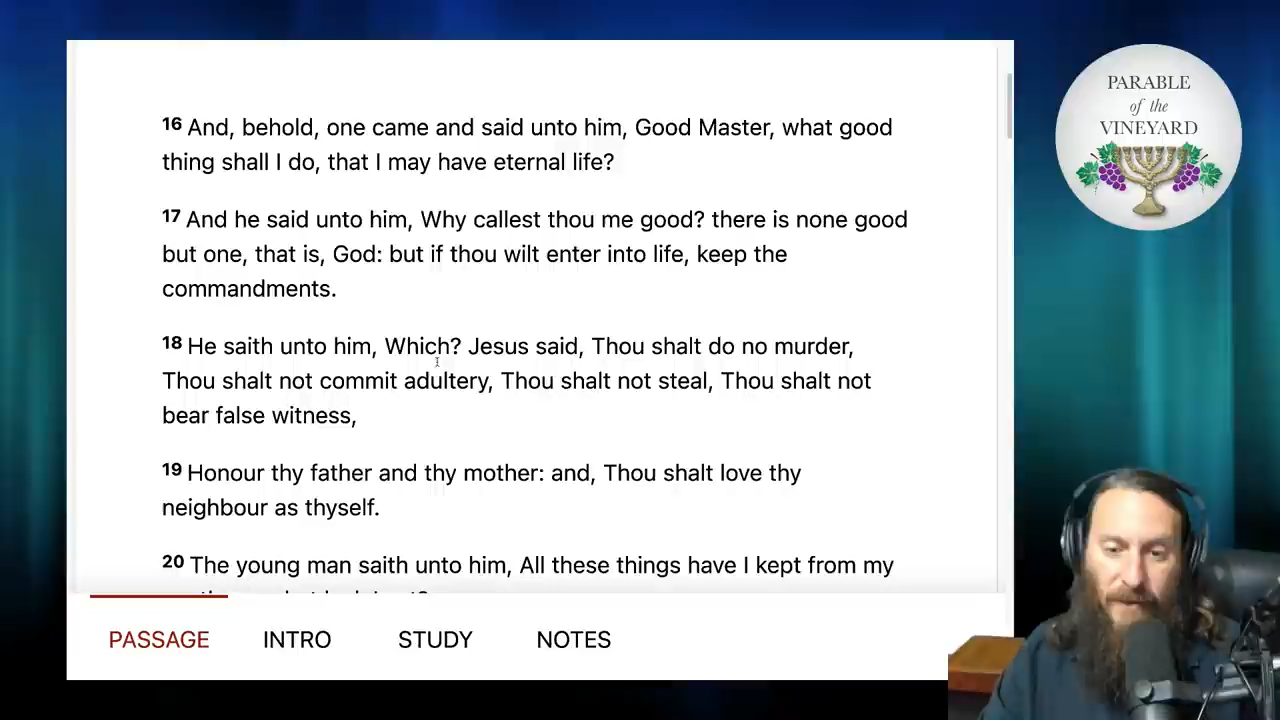 16 And, behold, one came and said unto him, Good Master, what good
thing shall I do, that I may have eternal life?
17 And he said unto him, Why callest thou me good? there is none good
but one, that is, God: but if thou wilt enter into life, keep the
commandments.
18 He saith unto him, Which? Jesus said, Thou shalt do no murder,
Thou shalt not commit adultery, Thou shalt not steal, Thou shalt not
bear false witness,
19 Honour thy father and thy mother: and, Thou shalt love thy
neighbour as thyself.
20 The young man saith unto him, All these things have I kept from my
PASSAGE INTRO STUDY NOTES
PARABLE
of the
VINEYARD